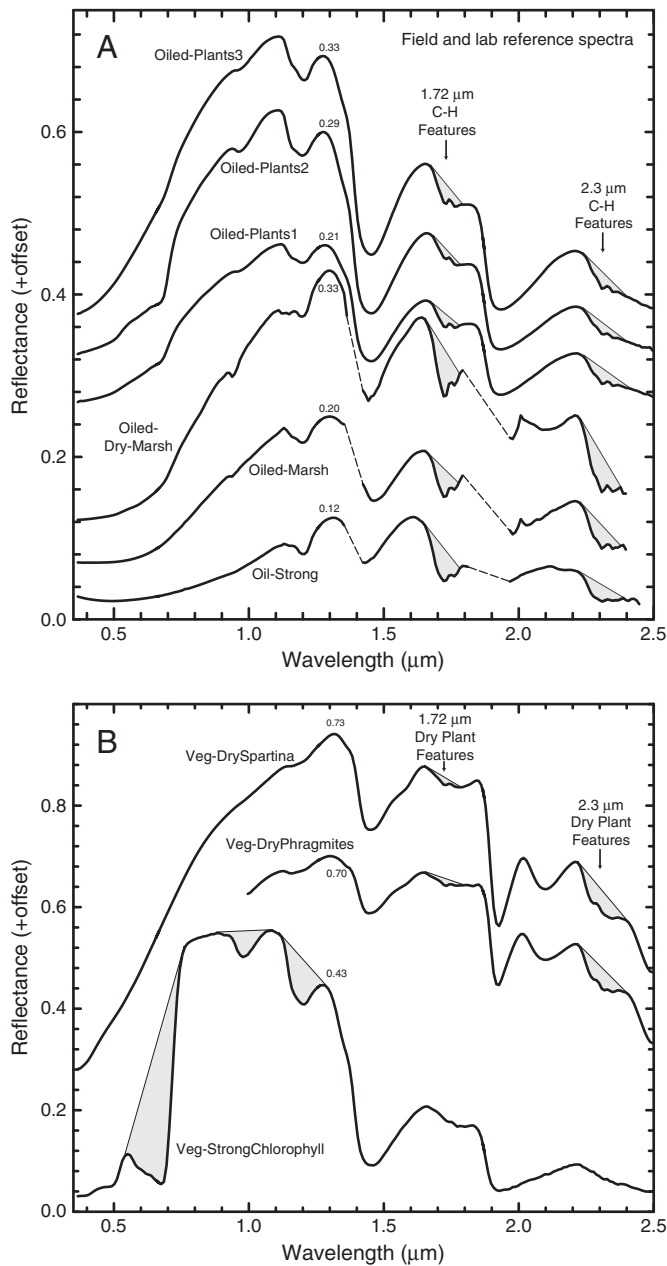 A
Field and lab reference spectra
Oiled-Plants3
0.33
1.72 μm
C-H
Features
0.29
Oiled-Plants2
2.3 μm
C-H
Features
Oiled-Plants1
0.21
0.33
Oiled-
Dry-Marsh
0.20
Oiled-Marsh
0.12
Oil-Strong
0.6
0.4
0.2
0.0
Reflectance (+offset)
0.5
1.0
1.5
2.0
2.5
Wavelength (μm)
B
0.73
1.72 μm
Dry Plant
Features
Veg-DrySpartina
2.3 μm
Dry Plant
Features
Veg-DryPhragmites
0.70
0.43
Veg-StrongChlorophyll
0.8
0.6
0.4
0.2
0.0
Reflectance (+offset)
0.5
1.0
1.5
2.0
2.5
Wavelength (μm)